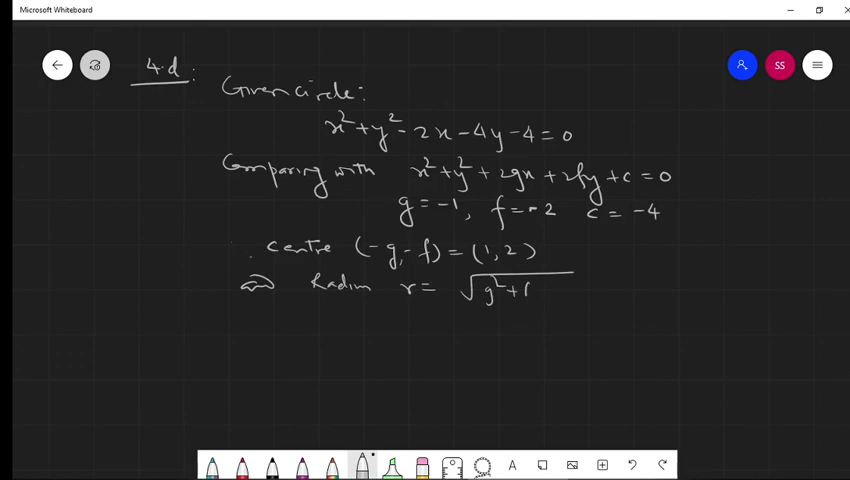 Microsoft Whiteboard
SS
4.d :
Given Circle:
x² + y² - 2x - 4y - 4 = 0
Comparing with x² + y² + 2gx + 2fy + c = 0
g = -1, f = -2 c = -4
centre (-g, -f) = (1, 2)
and Radius r = √g² + f
A